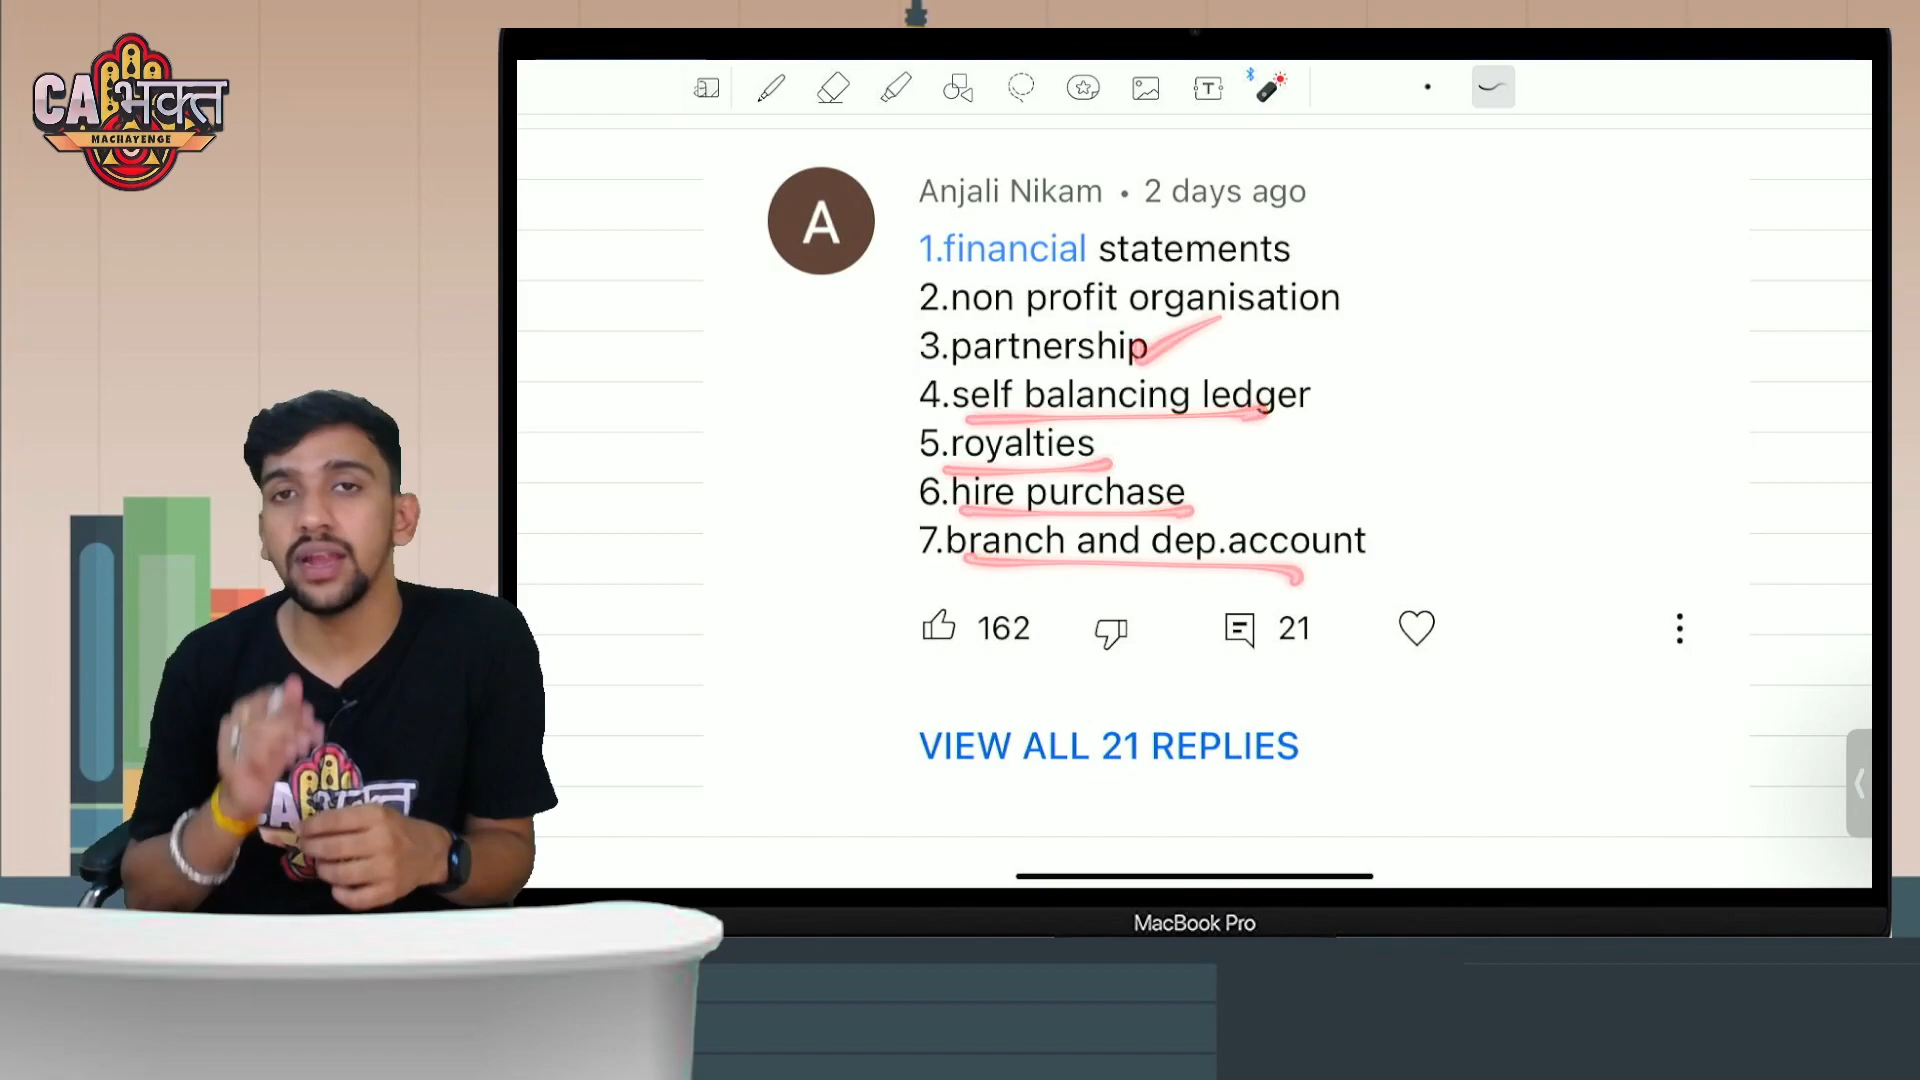 CA भक्त
MACHAYENGE
T
A
Anjali Nikam • 2 days ago
1.financial statements
2.non profit organisation
3.partnership
4.self balancing ledger
5.royalties
6.hire purchase
7.branch and dep.account
162
21
VIEW ALL 21 REPLIES
MacBook Pro